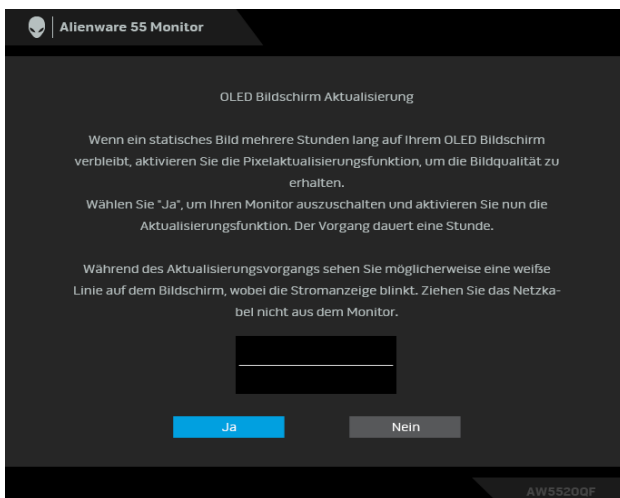 Alienware 55 Monitor
OLED Bildschirm Aktualisierung
Wenn ein statisches Bild mehrere Stunden lang auf Ihrem OLED Bildschirm
verbleibt, aktivieren Sie die Pixelaktualisierungsfunktion, um die Bildqualität zu
erhalten.
Wählen Sie "Ja", um Ihren Monitor auszuschalten und aktivieren Sie nun die
Aktualisierungsfunktion. Der Vorgang dauert eine Stunde.
Während des Aktualisierungsvorgangs sehen Sie möglicherweise eine weiße
Linie auf dem Bildschirm, wobei die Stromanzeige blinkt. Ziehen Sie das Netzka-
bel nicht aus dem Monitor.
Ja
Nein
AW5520QF